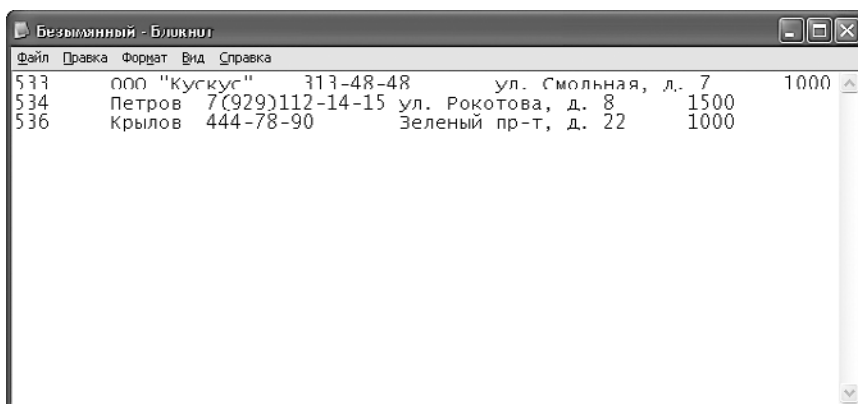 Безымянный - Блокнот
Файл Правка Формат Вид Справка
533 ООО "Кускус" 313-48-48 ул. Смольная, д. 7 1000
534 Петров 7(929)112-14-15 ул. Рокотова, д. 8 1500
536 Крылов 444-78-90 Зеленый пр-т, д. 22 1000